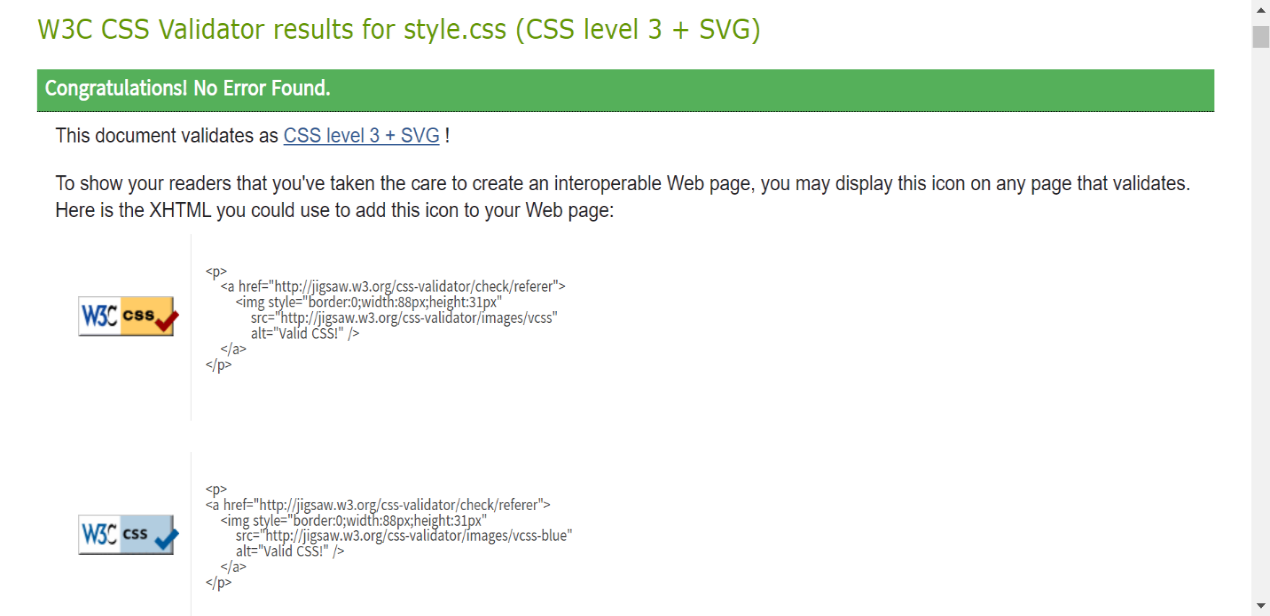 W3C CSS Validator results for style.css (CSS level 3 + SVG)
Congratulations! No Error Found.
This document validates as CSS level 3 + SVG !
To show your readers that you've taken the care to create an interoperable Web page, you may display this icon on any page that validates.
Here is the XHTML you could use to add this icon to your Web page:
W3C css
<p>
<a href="http://jigsaw.w3.org/css-validator/check/referer">
<img style="border:0;width:88px;height:31px"
src="http://jigsaw.w3.org/css-validator/images/vcss"
alt="Valid CSS!" />
</a>
</p>
W3C css
<p>
<a href="http://jigsaw.w3.org/css-validator/check/referer">
<img style="border:0;width:88px;height:31px"
src="http://jigsaw.w3.org/css-validator/images/vcss-blue"
alt="Valid CSS!" />
</a>
</p>